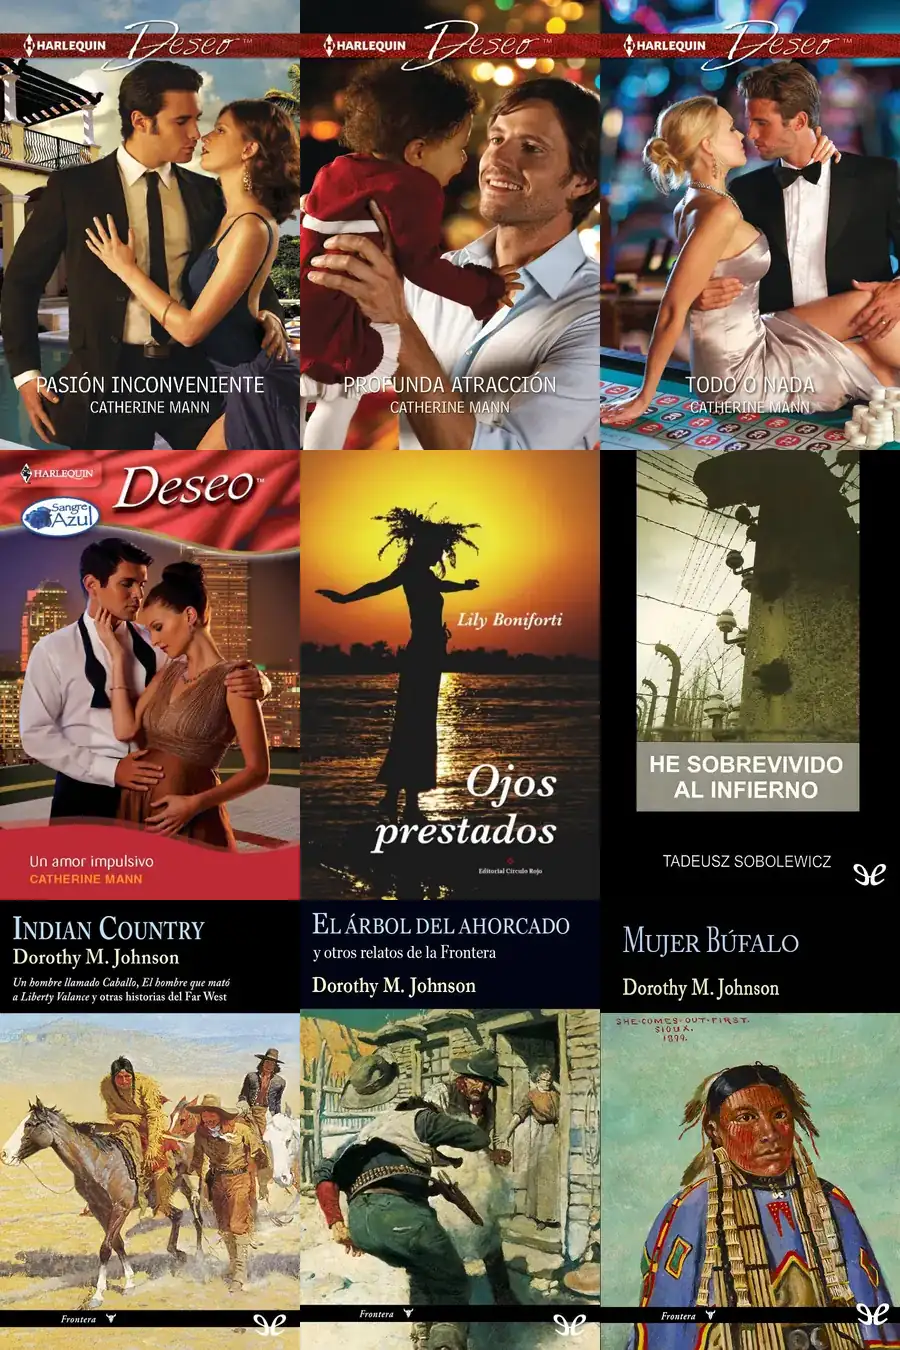 HARLEQUIN Deseo™
PASIÓN INCONVENIENTE
CATHERINE MANN
HARLEQUIN Deseo™
PROFUNDA ATRACCIÓN
CATHERINE MANN
HARLEQUIN Deseo™
TODO O NADA
CATHERINE MANN
HARLEQUIN
Deseo™
Sangre
Azul
Un amor impulsivo
CATHERINE MANN
Lily Boniforti
Ojos
prestados
Editorial Círculo Rojo
HE SOBREVIVIDO
AL INFIERNO
TADEUSZ SOBOLEWICZ
INDIAN COUNTRY
Dorothy M. Johnson
Un hombre llamado Caballo, El hombre que mató
a Liberty Valance y otras historias del Far West
Frontera
EL ÁRBOL DEL AHORCADO
y otros relatos de la Frontera
Dorothy M. Johnson
Frontera
MUJER BÚFALO
Dorothy M. Johnson
SHE-COMES-OUT-FIRST.
SIOUX.
1899.
Frontera